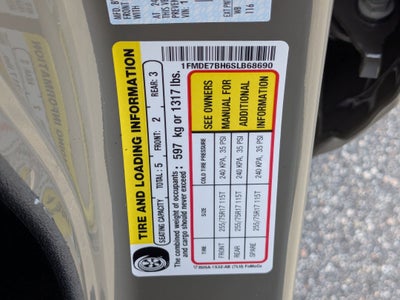 1FMDE7BH6SLB68690
TIRE AND LOADING INFORMATION
SEATING CAPACITY TOTAL: 5 FRONT: 2 REAR: 3
The combined weight of occupants and cargo should never exceed: 597 kg or 1317 lbs.
TIRE SIZE COLD TIRE PRESSURE
FRONT 255/75R17 115T 240 KPA, 35 PSI
REAR 255/75R17 115T 240 KPA, 35 PSI
SPARE 255/75R17 115T 240 KPA, 35 PSI
SEE OWNERS
MANUAL FOR
ADDITIONAL
INFORMATION